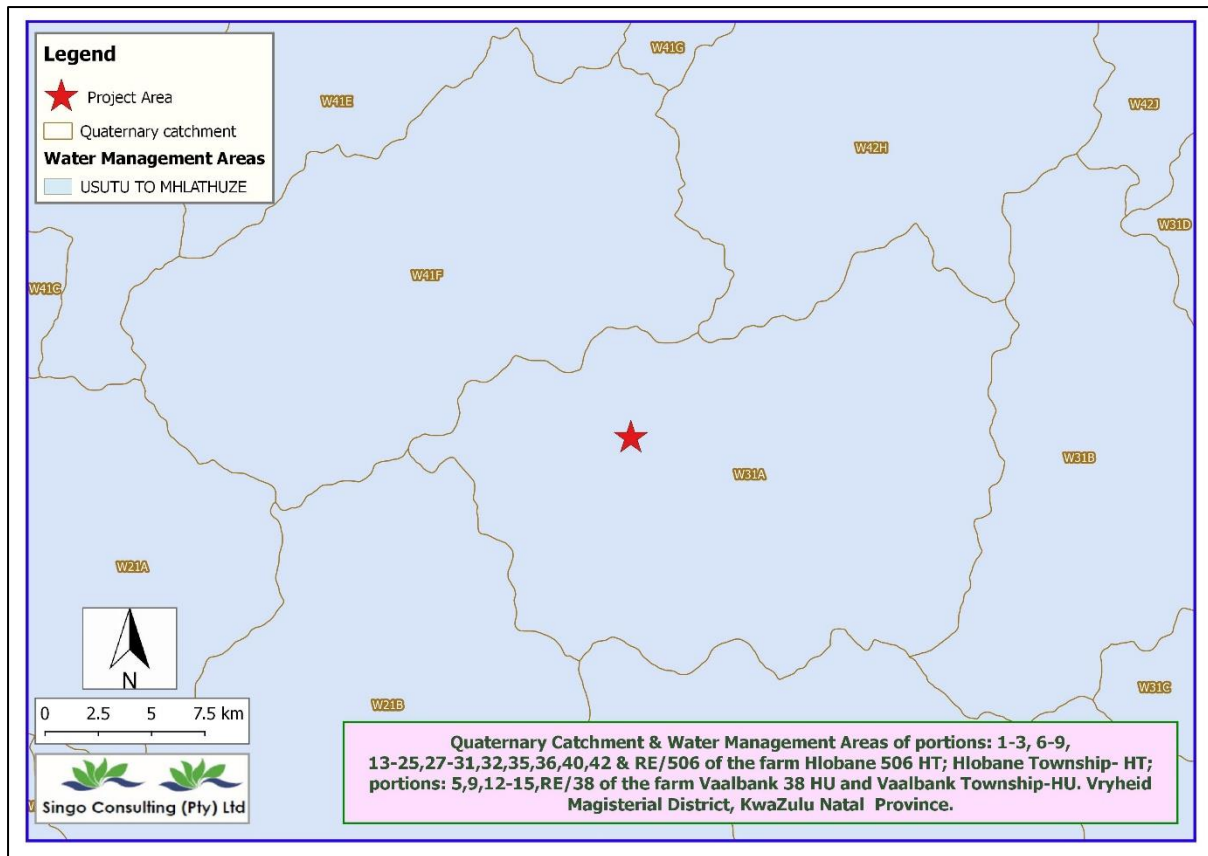 Legend
Project Area
Quaternary catchment
Water Management Areas
USUTU TO MHLATHUZE
W41G
W41E
W42J
W42H
W31D
W41F
W41C
W31A
W31B
W21A
W31C
W21B
N
0 2.5 5 7.5 km
Singo Consulting (Pty) Ltd
Quaternary Catchment & Water Management Areas of portions: 1-3, 6-9,
13-25,27-31,32,35,36,40,42 & RE/506 of the farm Hlobane 506 HT; Hlobane Township- HT;
portions: 5,9,12-15,RE/38 of the farm Vaalbank 38 HU and Vaalbank Township-HU. Vryheid
Magisterial District, KwaZulu Natal Province.